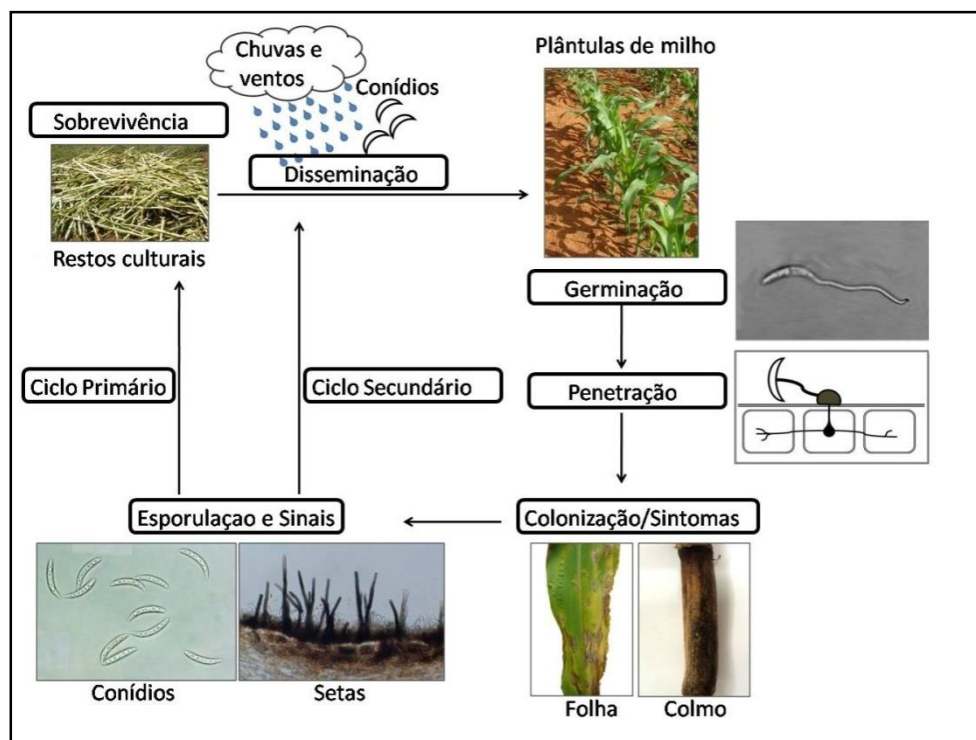 Chuvas e
ventos
Conídios
Plântulas de milho
Sobrevivência
Disseminação
Restos culturais
Germinação
Ciclo Primário
Ciclo Secundário
Penetração
Esporulaçao e Sinais
Colonização/Sintomas
Conídios
Setas
Folha
Colmo